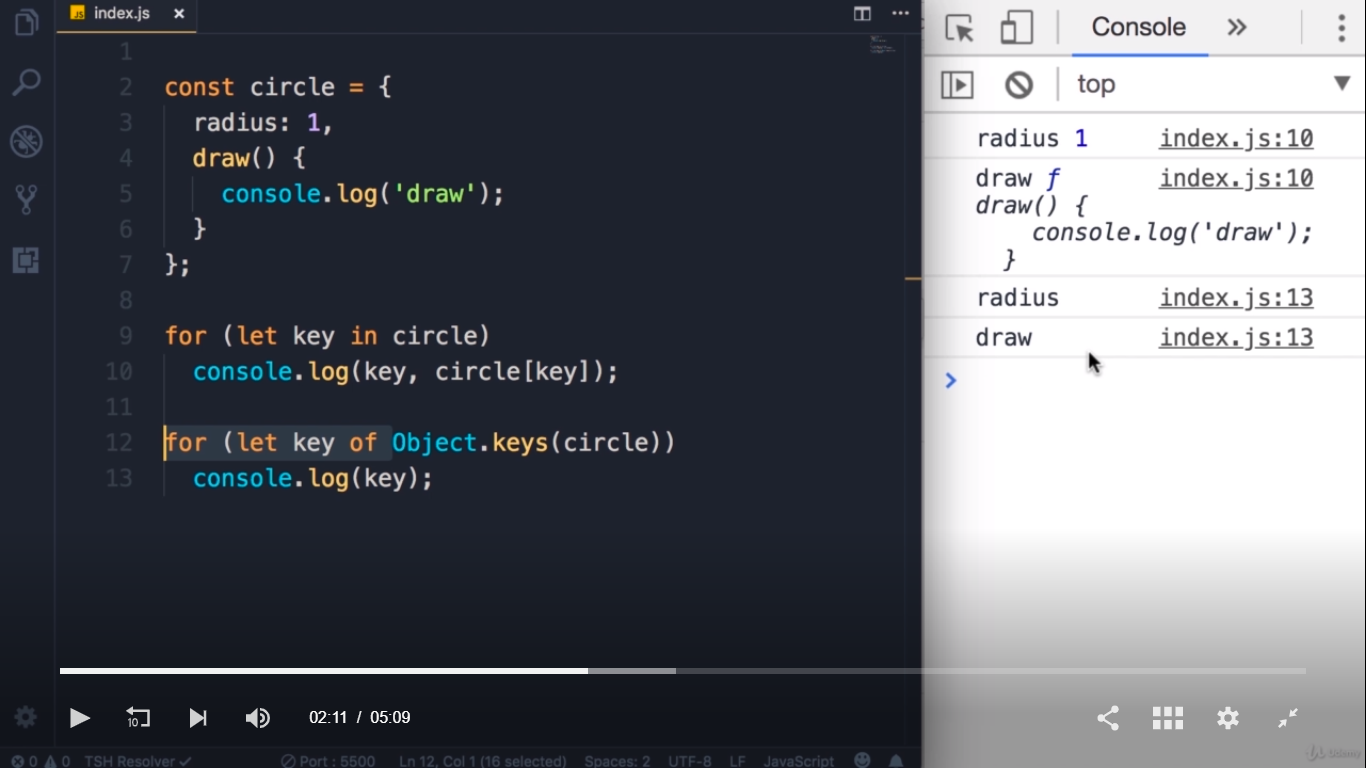 JS index.js ×
1
2 const circle = {
3 radius: 1,
4 draw() {
5 console.log('draw');
6 }
7 };
8
9 for (let key in circle)
10 console.log(key, circle[key]);
11
12 for (let key of Object.keys(circle))
13 console.log(key);
Console
top
radius 1 index.js:10
draw ƒ index.js:10
draw() {
console.log('draw');
}
radius index.js:13
draw index.js:13
10
02:11 / 05:09
0 0 TSH Resolver Port : 5500 Ln 12, Col 1 (16 selected) Spaces: 2 UTF-8 LF JavaScript
Udemy